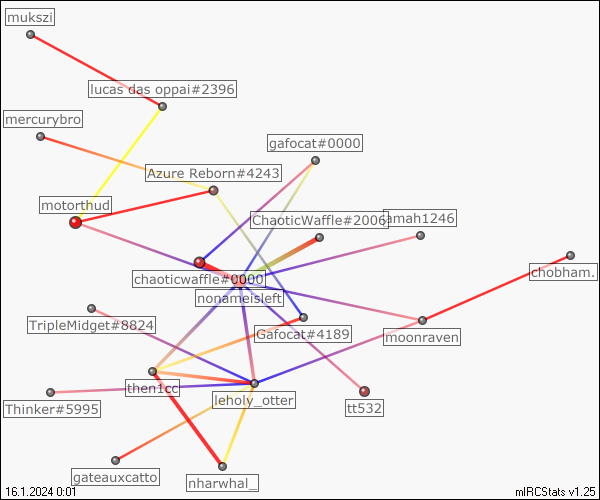 mukszi
lucas das oppai#2396
mercurybro
gafocat#0000
Azure Reborn#4243
motorthud
ChaoticWaffle#2006
amah1246
chobham.
chaoticwaffle#0000
nonameisleft
TripleMidget#8824
Gafocat#4189
moonraven
then1cc
leholy_otter
Thinker#5995
tt532
gateauxcatto
nharwhal_
16.1.2024 0:01
mIRCStats v1.25